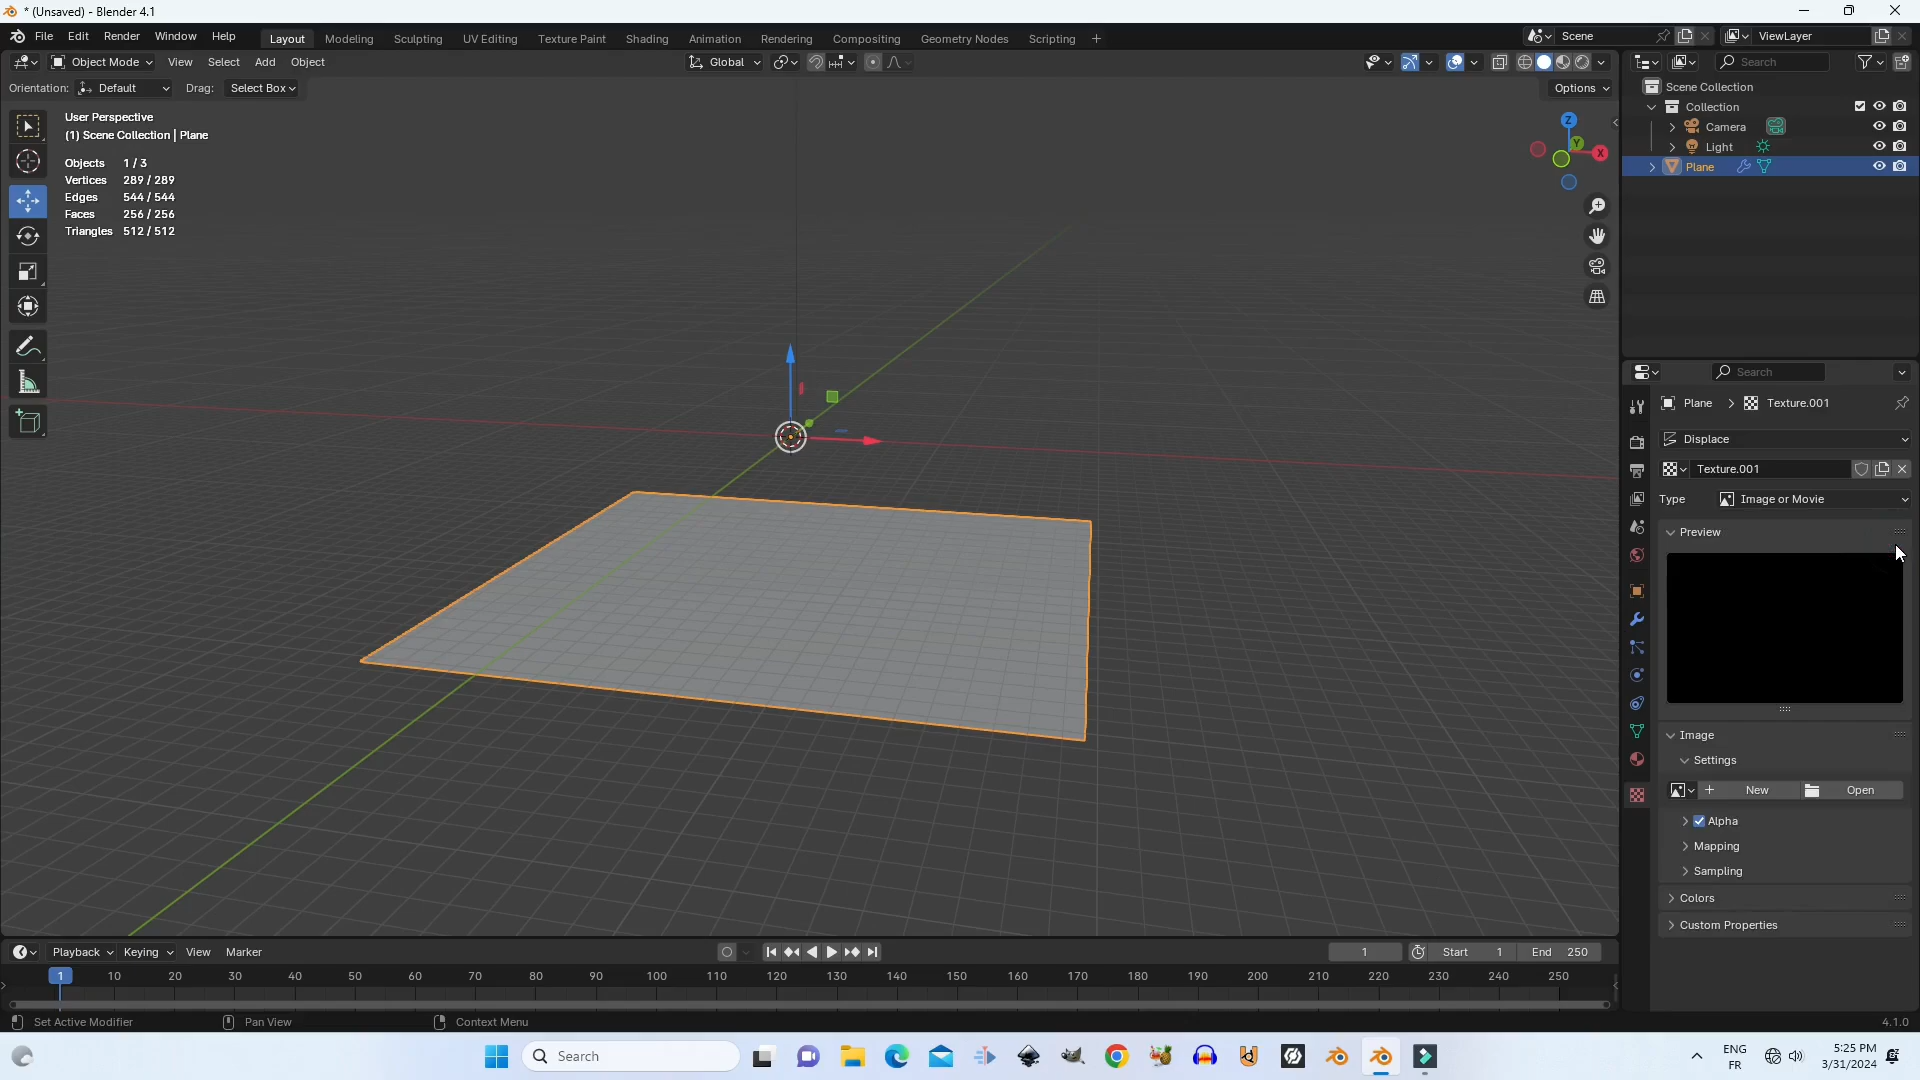 * (Unsaved) - Blender 4.1
File Edit Render Window Help Layout Modeling Sculpting UV Editing Texture Paint Shading Animation Rendering Compositing Geometry Nodes Scripting + Scene ViewLayer
Object Mode View Select Add Object Global Search
Orientation: Default Drag: Select Box Options
Scene Collection
Collection
Camera
Light
Plane
User Perspective
(1) Scene Collection | Plane
Objects 1 / 3
Vertices 289 / 289
Edges 544 / 544
Faces 256 / 256
Triangles 512 / 512
Z
Y
X
Search
Plane > Texture.001
Displace
Texture.001
Type Image or Movie
Preview
Image
Settings
+ New Open
Alpha
Mapping
Sampling
Colors
Custom Properties
Playback Keying View Marker 1 Start 1 End 250
1 10 20 30 40 50 60 70 80 90 100 110 120 130 140 150 160 170 180 190 200 210 220 230 240 250
Set Active Modifier Pan View Context Menu 4.1.0
Search
ENG
FR
5:25 PM
3/31/2024